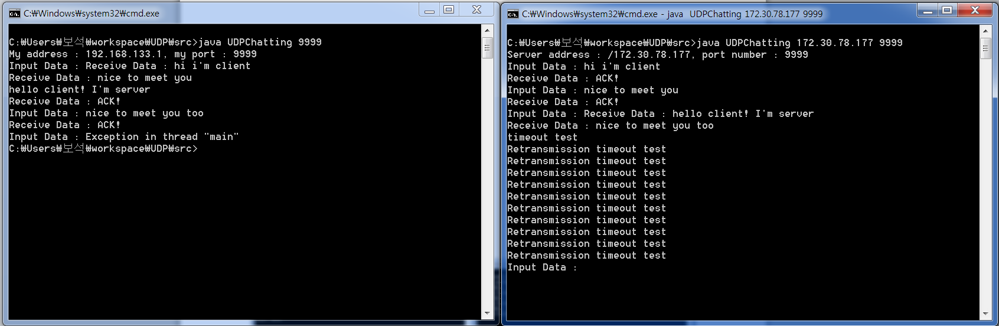 C:\Windows\system32\cmd.exe
C:₩Users₩보석₩workspace₩UDP₩src>java UDPChatting 9999
My address : 192.168.133.1, my port : 9999
Input Data : Receive Data : hi i'm client
Receive Data : nice to meet you
hello client! I'm server
Receive Data : ACK!
Input Data : nice to meet you too
Receive Data : ACK!
Input Data : Exception in thread "main"
C:₩Users₩보석₩workspace₩UDP₩src>
C:₩Windows₩system32₩cmd.exe - java  UDPChatting 172.30.78.177 9999
C:₩Users₩보석₩workspace₩UDP₩src>java UDPChatting 172.30.78.177 9999
Server address : /172.30.78.177, port number : 9999
Input Data : hi i'm client
Receive Data : ACK!
Input Data : nice to meet you
Receive Data : ACK!
Input Data : Receive Data : hello client! I'm server
Receive Data : nice to meet you too
timeout test
Retransmission timeout test
Retransmission timeout test
Retransmission timeout test
Retransmission timeout test
Retransmission timeout test
Retransmission timeout test
Retransmission timeout test
Retransmission timeout test
Retransmission timeout test
Retransmission timeout test
Input Data :